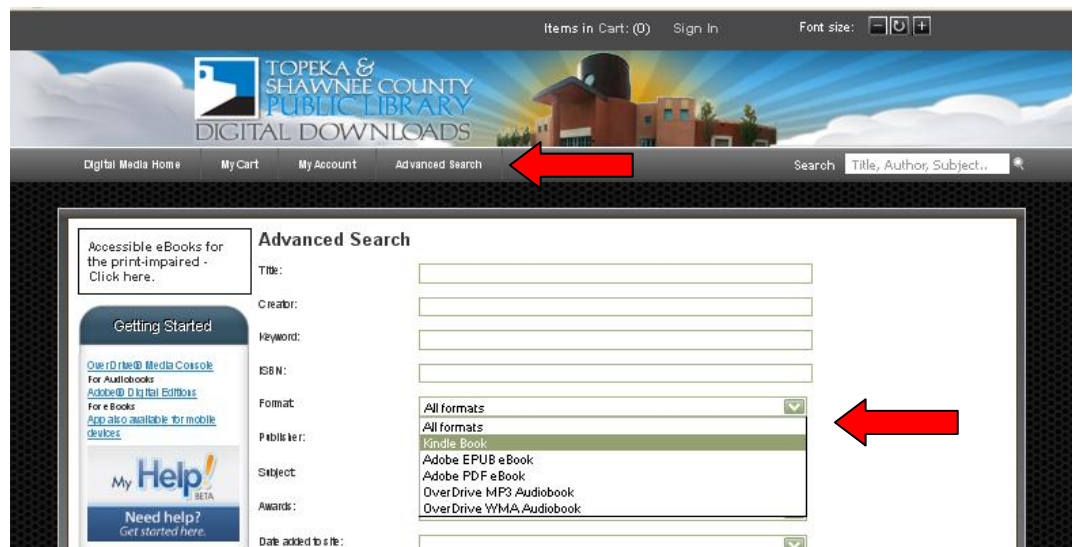 Items in Cart: (0) Sign In Font size: − ↻ +
TOPEKA &
SHAWNEE COUNTY
PUBLIC LIBRARY
DIGITAL DOWNLOADS
Digital Media Home My Cart My Account Advanced Search Search Title, Author, Subject..
Accessible eBooks for
the print-impaired -
Click here.
Getting Started
OverDrive® Media Console
For Audiobooks
Adobe® Digital Editions
For eBooks
App also available for mobile
devices
My Help!
BETA
Need help?
Get started here.
Advanced Search
Title:
Creator:
Keyword:
ISBN:
Format: All formats
All formats
Kindle Book
Adobe EPUB eBook
Adobe PDF eBook
OverDrive MP3 Audiobook
OverDrive WMA Audiobook
Publisher:
Subject:
Awards:
Date added to site: